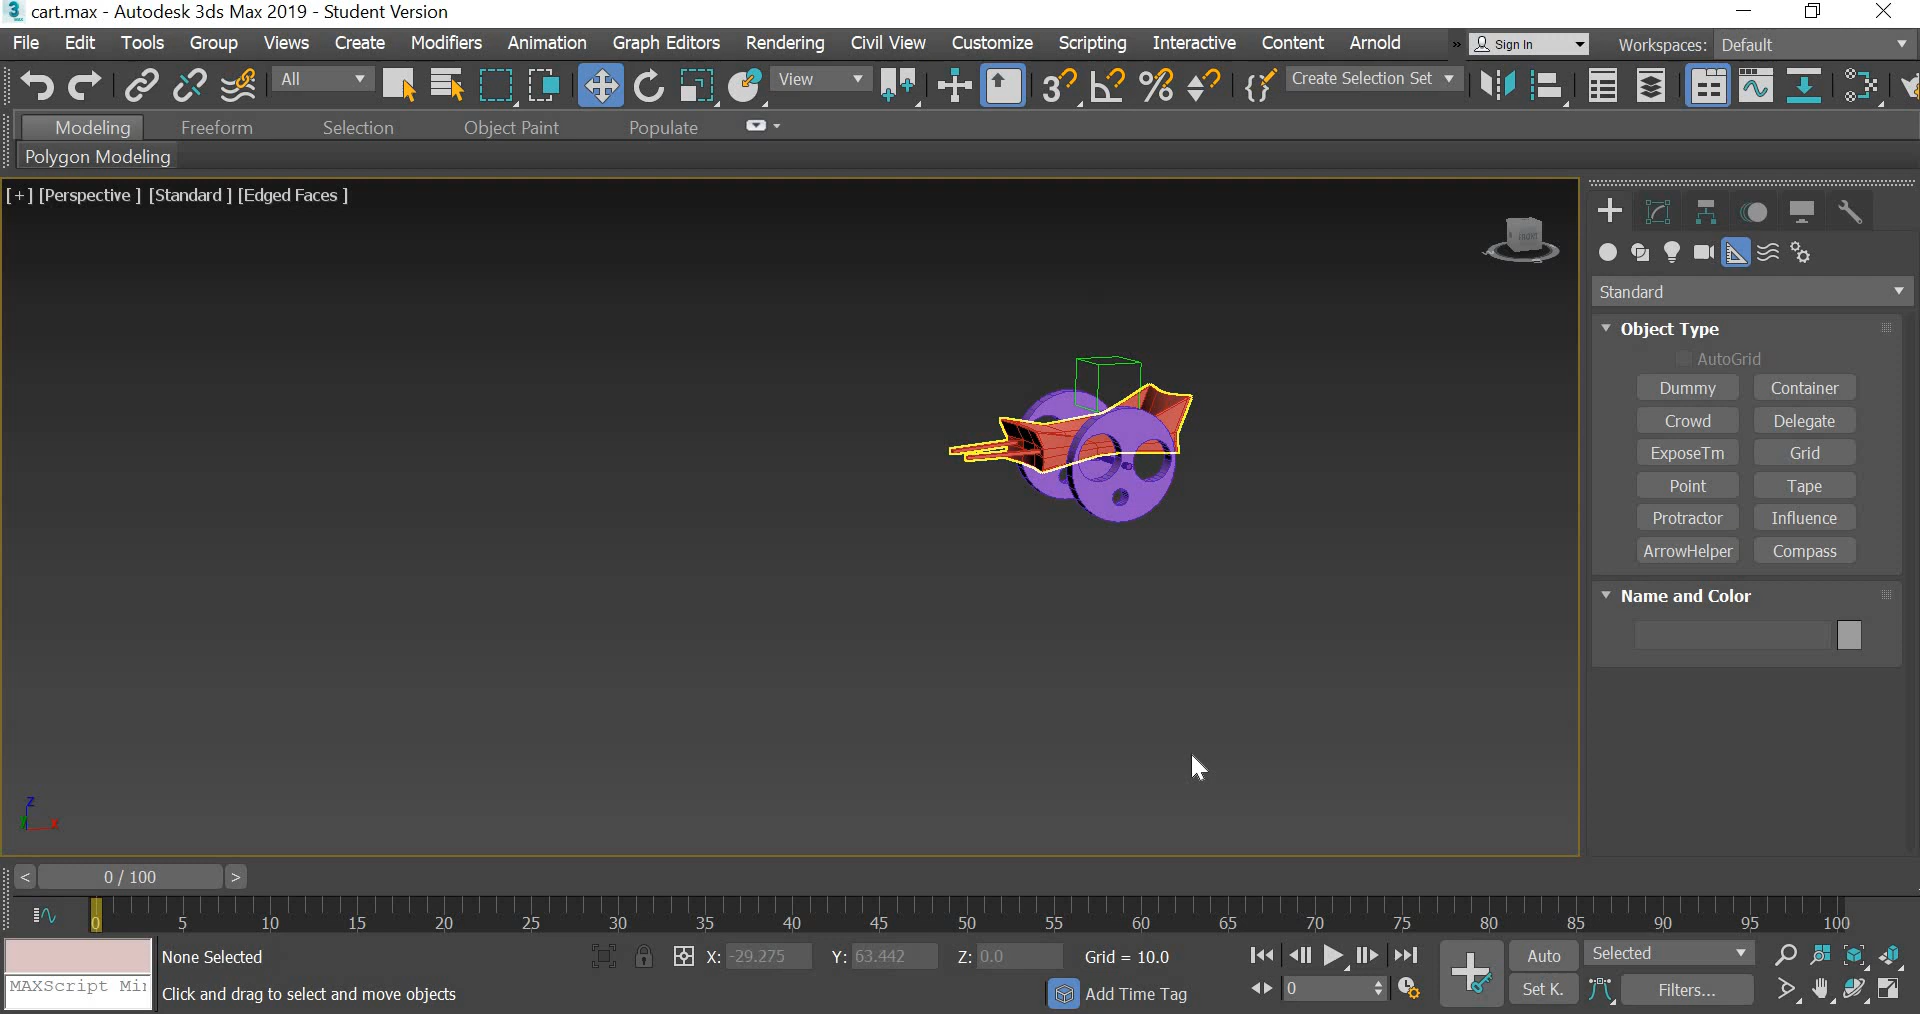 cart.max - Autodesk 3ds Max 2019 - Student Version
File Edit Tools Group Views Create Modifiers Animation Graph Editors Rendering Civil View Customize Scripting Interactive Content Arnold » Sign In Workspaces: Default
All View Create Selection Set
Modeling Freeform Selection Object Paint Populate
Polygon Modeling
[+] [Perspective ] [Standard ] [Edged Faces ]
Standard
Object Type
AutoGrid
Dummy Container
Crowd Delegate
ExposeTm Grid
Point Tape
Protractor Influence
ArrowHelper Compass
Name and Color
z
y x
< 0 / 100 >
0 5 10 15 20 25 30 35 40 45 50 55 60 65 70 75 80 85 90 95 100
None Selected X: -29.275 Y: 63.442 Z: 0.0 Grid = 10.0 Auto Selected
MAXScript Mi Click and drag to select and move objects Add Time Tag 0 Set K. Filters...